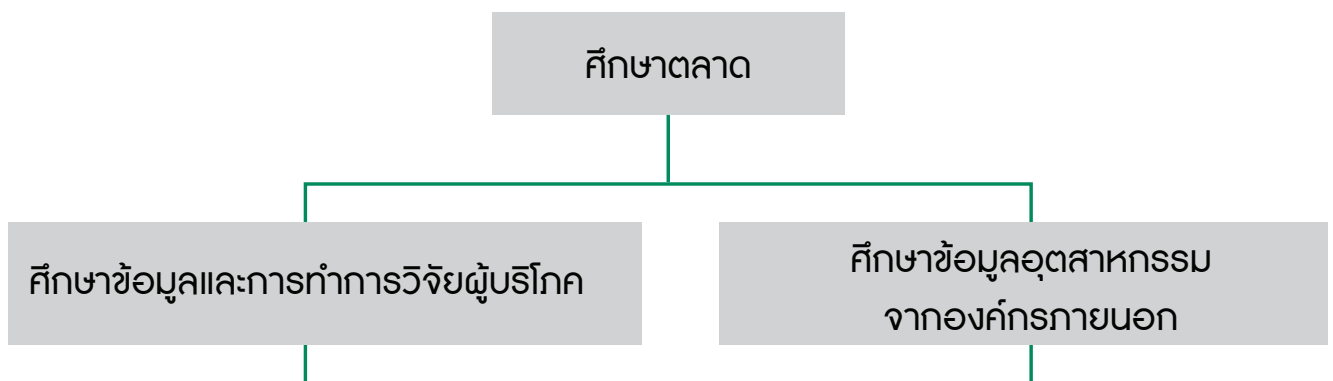 ศึกษาตลาด
ศึกษาข้อมูลและการทำการวิจัยผู้บริโภค
ศึกษาข้อมูลอุตสาหกรรม
จากองค์กรภายนอก